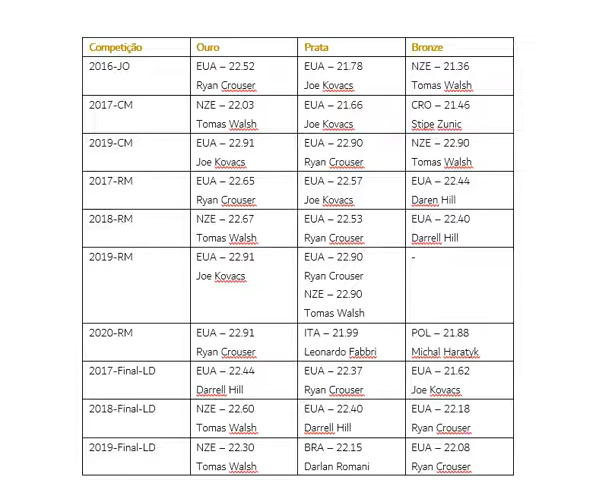 Competição Ouro Prata Bronze
2016-JO EUA – 22.52 EUA – 21.78 NZE – 21.36
Ryan Crouser Joe Kovacs Tomas Walsh
2017-CM NZE – 22.03 EUA – 21.66 CRO – 21.46
Tomas Walsh Joe Kovacs Stipe Zunic
2019-CM EUA – 22.91 EUA – 22.90 NZE – 22.90
Joe Kovacs Ryan Crouser Tomas Walsh
2017-RM EUA – 22.65 EUA – 22.57 EUA – 22.44
Ryan Crouser Joe Kovacs Daren Hill
2018-RM NZE – 22.67 EUA – 22.53 EUA – 22.40
Tomas Walsh Ryan Crouser Darrell Hill
2019-RM EUA – 22.91 EUA – 22.90 -
Joe Kovacs Ryan Crouser
NZE – 22.90
Tomas Walsh
2020-RM EUA – 22.91 ITA – 21.99 POL – 21.88
Ryan Crouser Leonardo Fabbri Michal Haratyk
2017-Final-LD EUA – 22.44 EUA – 22.37 EUA – 21.62
Darrell Hill Ryan Crouser Joe Kovacs
2018-Final-LD NZE – 22.60 EUA – 22.40 EUA – 22.18
Tomas Walsh Darrell Hill Ryan Crouser
2019-Final-LD NZE – 22.30 BRA – 22.15 EUA – 22.08
Tomas Walsh Darlan Romani Ryan Crouser